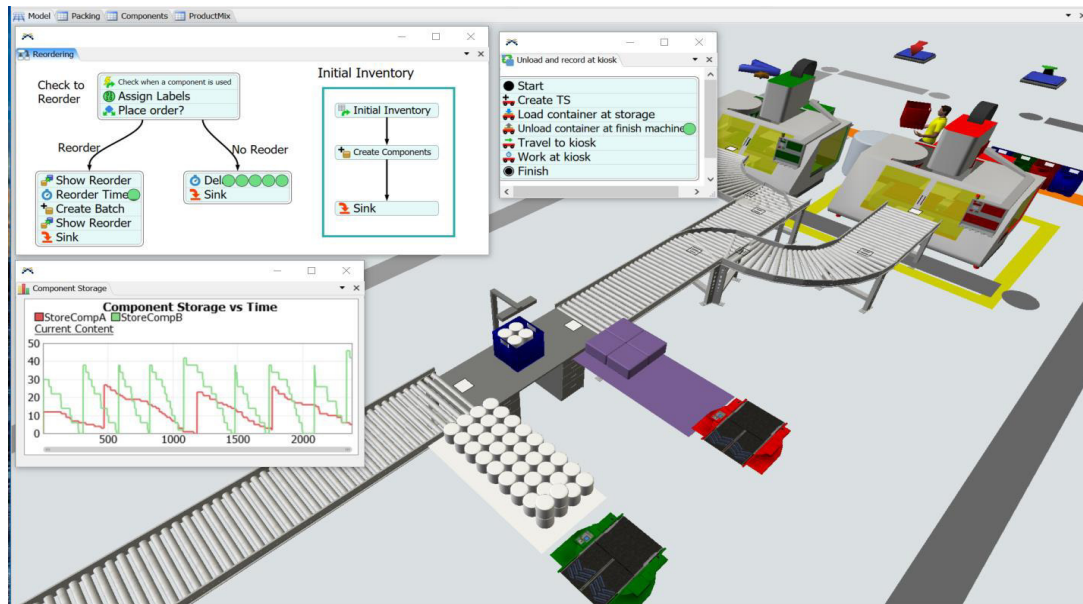 Model
Packing
Components
ProductMix
Reordering
Check to
Reorder
Check when a component is used
Assign Labels
Place order?
Reorder
No Reoder
Show Reorder
Reorder Time
Create Batch
Show Reorder
Sink
Del
Sink
Initial Inventory
Initial Inventory
Create Components
Sink
Unload and record at kiosk
Start
Create TS
Load container at storage
Unload container at finish machine
Travel to kiosk
Work at kiosk
Finish
Component Storage
Component Storage vs Time
StoreCompA StoreCompB
Current Content
50
40
30
20
10
0
500 1000 1500 2000